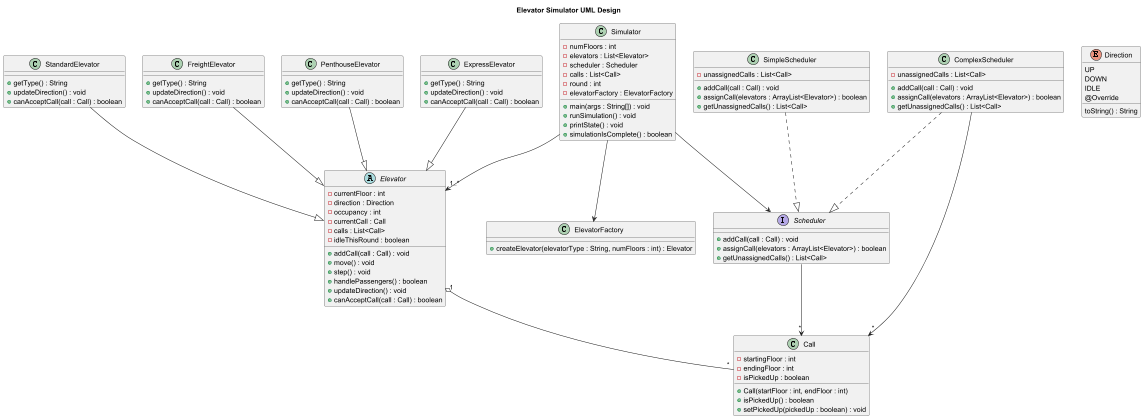 Elevator Simulator UML Design
C StandardElevator
getType() : String
updateDirection()
canAcceptCall(call : Call) : boolean
C FreightElevator
getType() : String
updateDirection() : void
canAcceptCall(call : Call) : boolean
C PenthouseElevator
getType() : String
updateDirection() : void
canAcceptCall(call : Call) : boolean
C ExpressElevator
getType() : String
updateDirection() : void
canAcceptCall(call : Call) : boolean
C Simulator
numFloors : int
elevators : List<Elevator>
scheduler : Scheduler
calls : List<Call>
round : int
elevatorFactory : ElevatorFactory
main(args : String[]) : void
runSimulation() : void
printState() : void
simulationIsComplete() : boolean
C SimpleScheduler
unassignedCalls : List<Call>
addCall(call : Call) : void
assignCall(elevators : ArrayList<Elevator>) : boolean
getUnassignedCalls() : List<Call>
C ComplexScheduler
unassignedCalls : List<Call>
addCall(call : Call) : void
assignCall(elevators : ArrayList<Elevator>) : boolean
getUnassignedCalls() : List<Call>
E Direction
UP
DOWN
IDLE
@Override
toString() : String
A Elevator
currentFloor : int
direction : Direction
occupancy : int
currentCall : Call
calls : List<Call>
idleThisRound : boolean
addCall(call : Call) : void
move() : void
step() : void
handlePassengers() : boolean
updateDirection() : void
canAcceptCall(call : Call) : boolean
1..*
1
C ElevatorFactory
createElevator(elevatorType : String, numFloors : int) : Elevator
I Scheduler
addCall(call : Call) : void
assignCall(elevators : ArrayList<Elevator>) : boolean
getUnassignedCalls() : List<Call>
*
*
*
C Call
startingFloor : int
endingFloor : int
isPickedUp : boolean
Call(startFloor : int, endFloor : int)
isPickedUp() : boolean
setPickedUp(pickedUp : boolean) : void